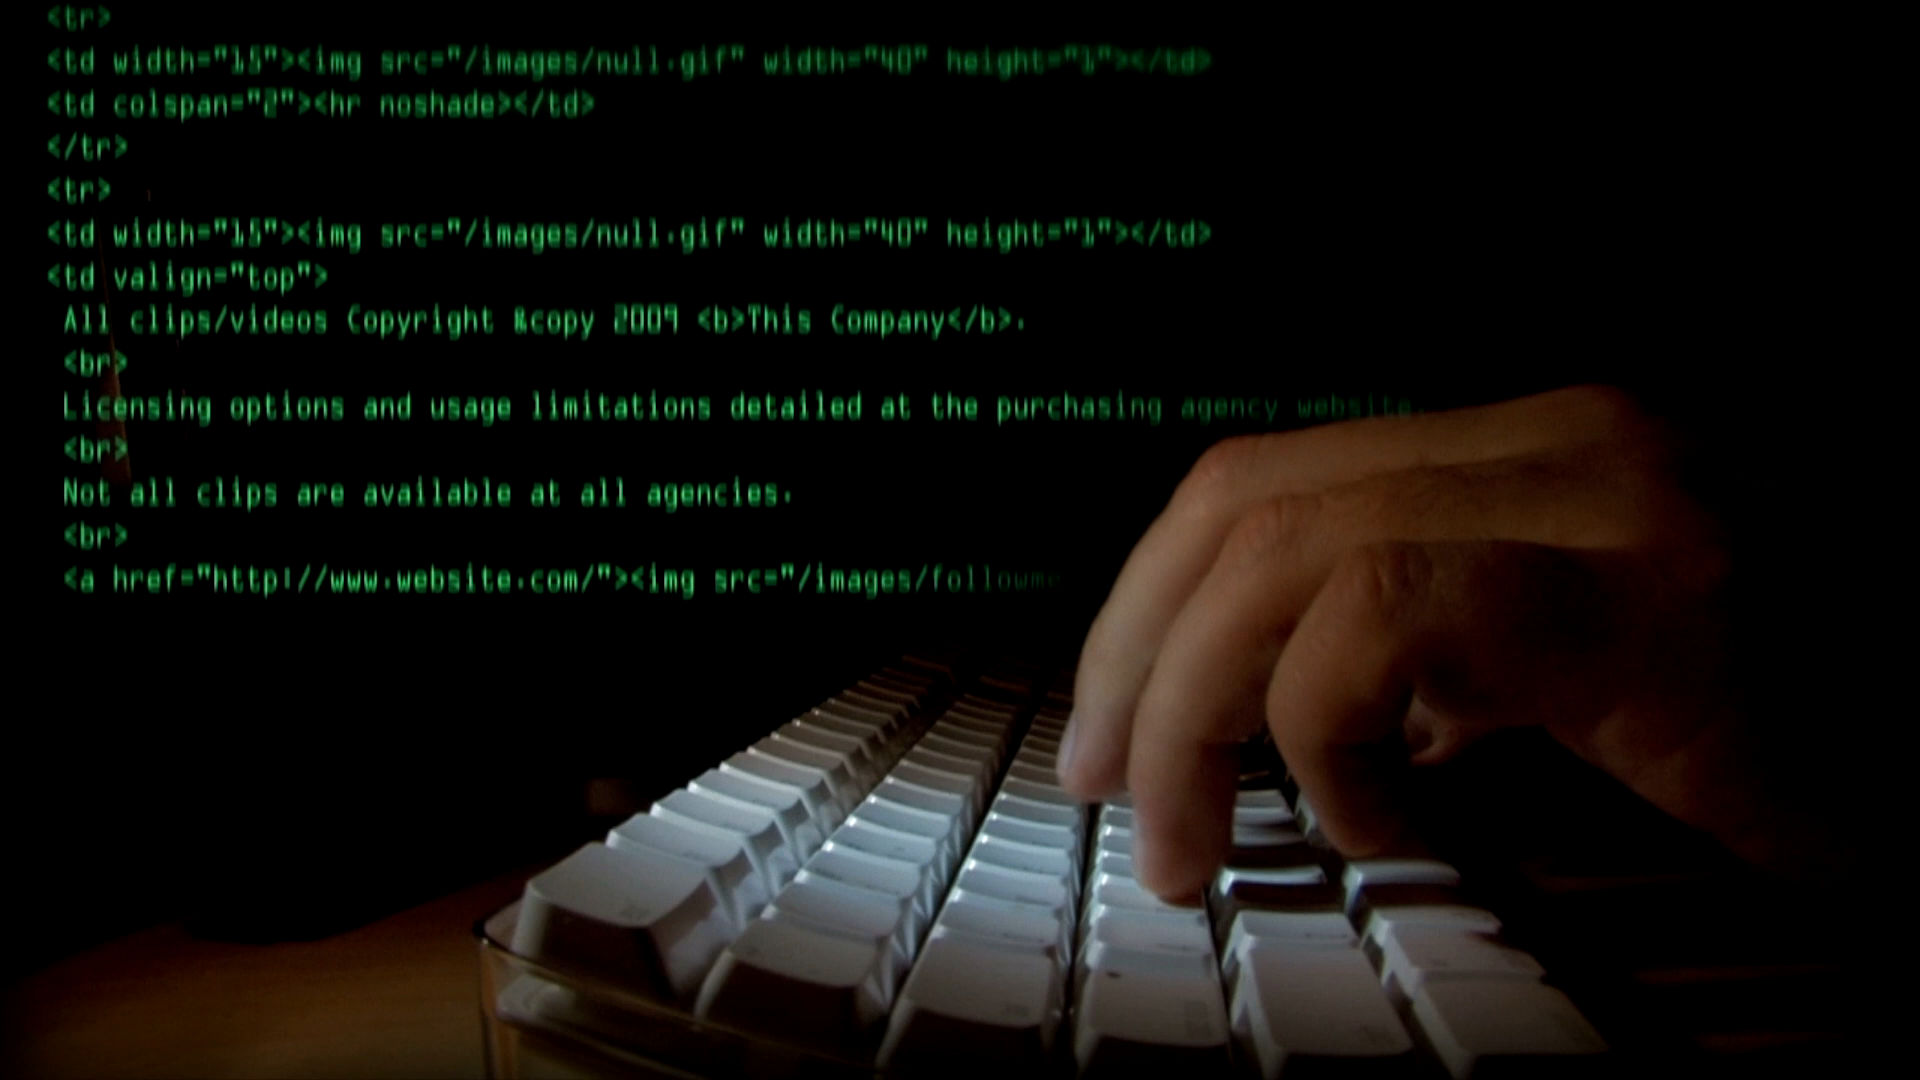 <tr>
<td width="15"><img src="/images/null.gif" width="40" height="1"></td>
<td colspan="2"><hr noshade></td>
</tr>
<tr>
<td width="15"><img src="/images/null.gif" width="40" height="1"></td>
<td valign="top">
All clips/videos Copyright &copy 2009 <b>This Company</b>.
<br>
Licensing options and usage limitations detailed at the purchasing agency website.
<br>
Not all clips are available at all agencies.
<br>
<a href="http://www.website.com/"><img src="/images/followme